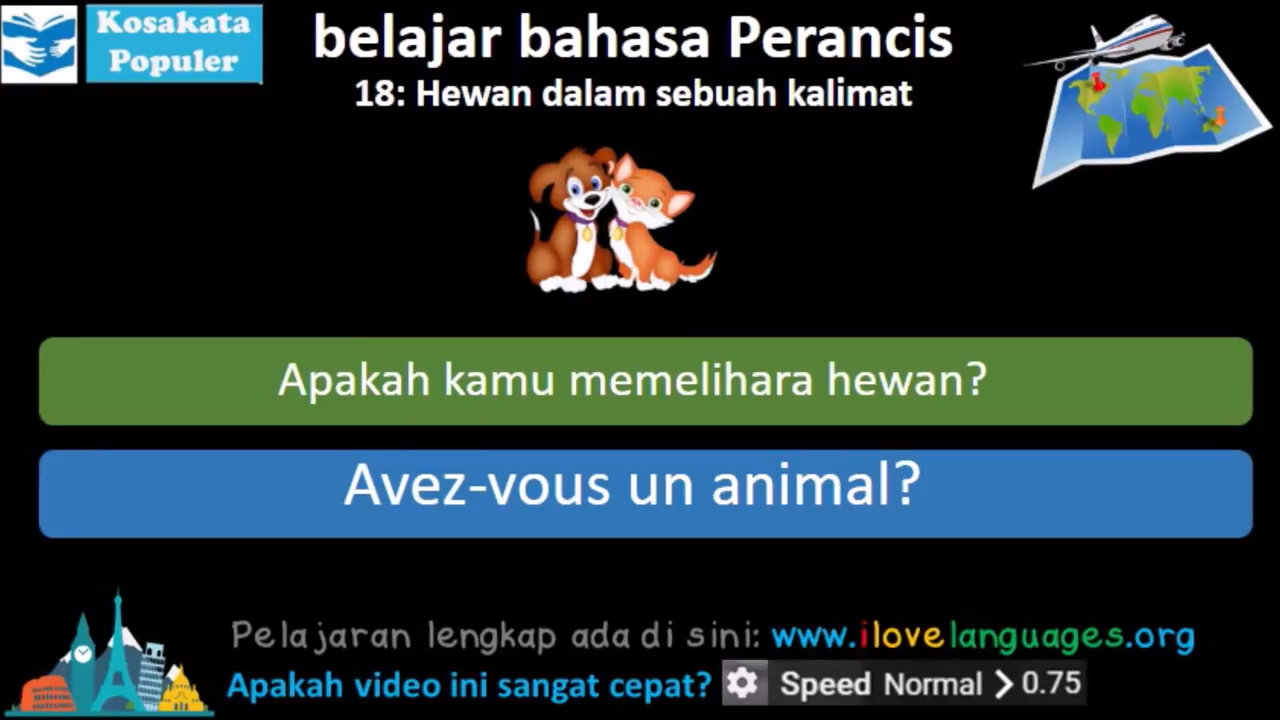 Kosakata
Populer
belajar bahasa Perancis
18: Hewan dalam sebuah kalimat
Apakah kamu memelihara hewan?
Avez-vous un animal?
Pelajaran lengkap ada di sini: www.ilovelanguages.org
Apakah video ini sangat cepat? Speed Normal > 0.75